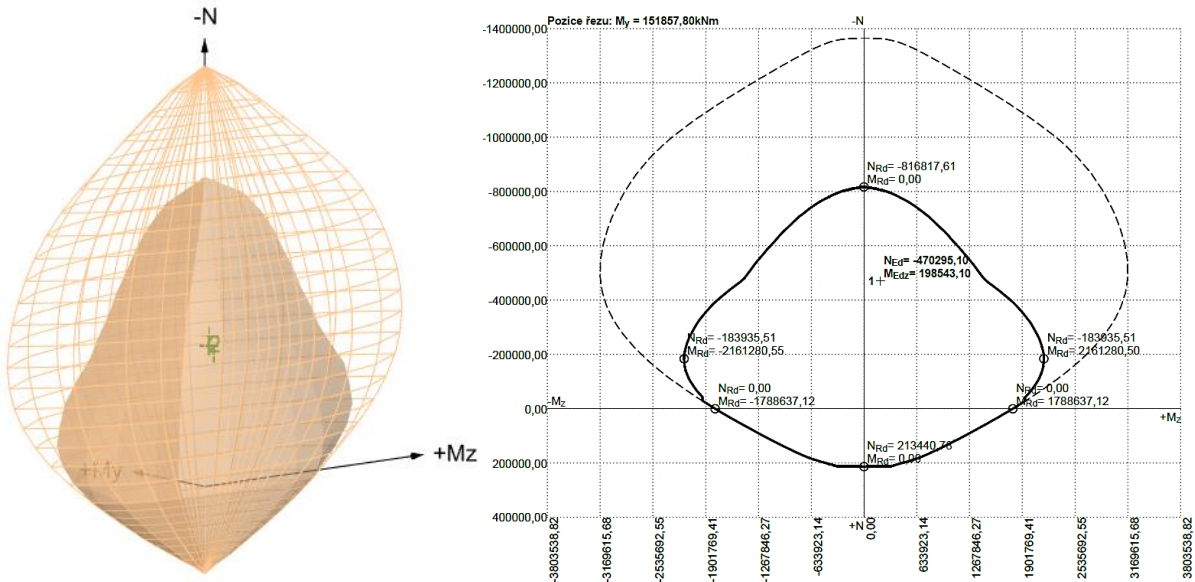 -N
+My
+Mz
Pozice řezu: My = 151857,80kNm
-N
-1400000,00
-1200000,00
-1000000,00
-800000,00
-600000,00
-400000,00
-200000,00
0,00
200000,00
400000,00
NRd= -816817,61
MRd= 0,00
NEd= -470295,10
1 MEdz= 198543,10
NRd= -183935,51
MRd= -2161280,55
NRd= -183935,51
MRd= 2161280,50
NRd= 0,00
MRd= -1788637,12
NRd= 0,00
MRd= 1788637,12
-Mz
+Mz
NRd= 213440,78
MRd= 0,00
+N
-3803538,82
-3169615,68
-2535692,55
-1901769,41
-1267846,27
-633923,14
0,00
633923,14
1267846,27
1901769,41
2535692,55
3169615,68
3803538,82